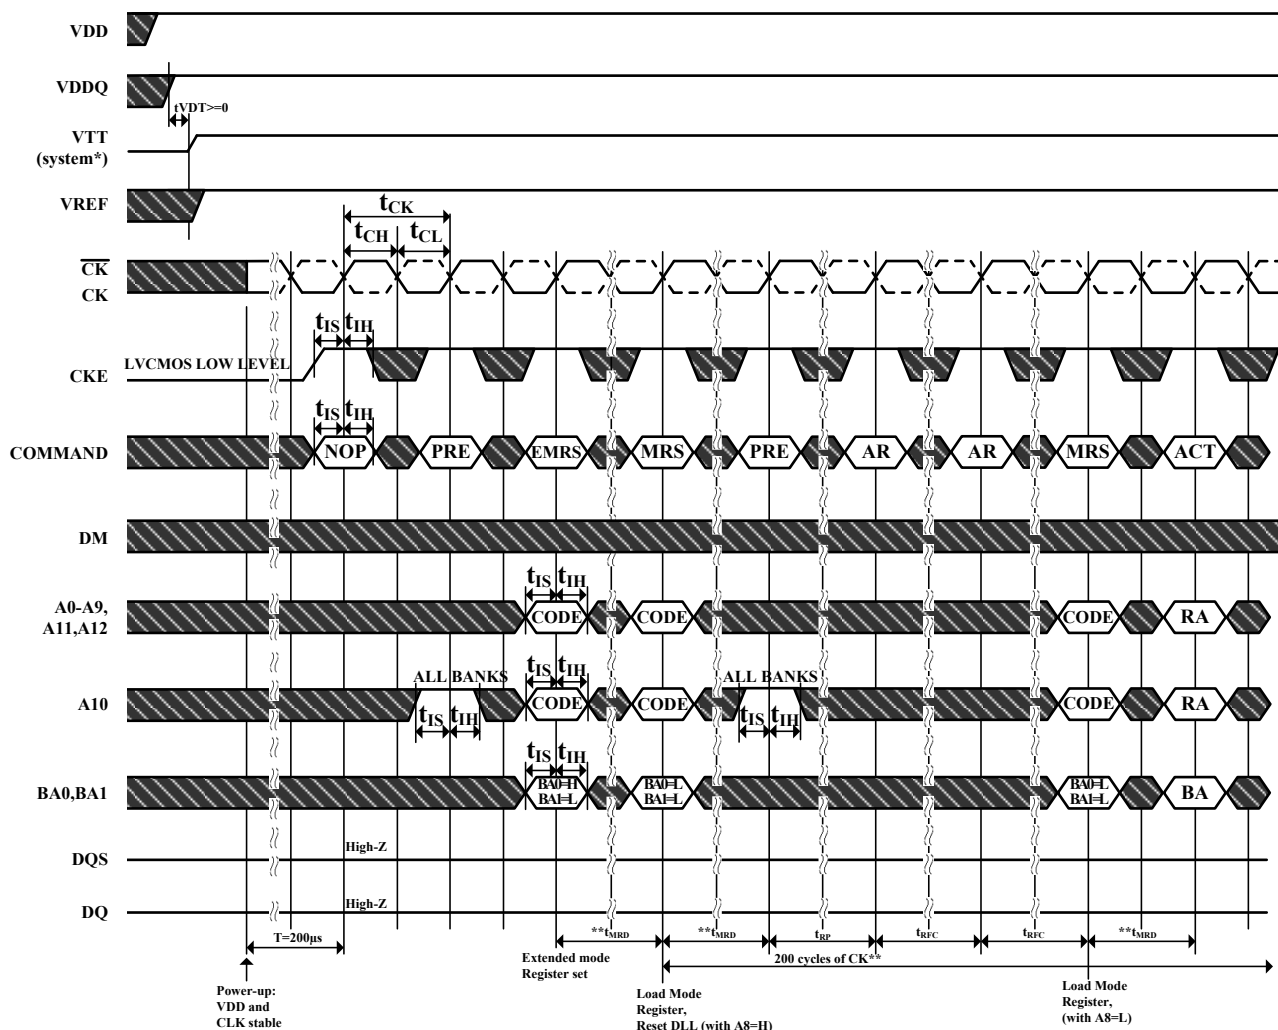 VDD
VDDQ
tVDT>=0
VTT
(system*)
VREF
tCK
tCH tCL
CK
CK
tIS tIH
LVCMOS LOW LEVEL
CKE
tIS tIH
COMMAND NOP PRE EMRS MRS PRE AR AR MRS ACT
DM
tIS tIH
A0-A9,
A11,A12
CODE CODE CODE RA
ALL BANKS tIS tIH ALL BANKS
A10 CODE CODE CODE RA
tIS tIH tIS tIH
tIS tIH
BA0,BA1
BA0=H BA0=L BA0=L
BA1=L BA1=L BA1=L
BA
DQS High-Z
DQ High-Z
T=200µs **tMRD **tMRD tRP tRFC tRFC **tMRD
200 cycles of CK**
Extended mode
Register set
Power-up:
VDD and
CLK stable
Load Mode
Register,
Reset DLL (with A8=H)
Load Mode
Register,
(with A8=L)